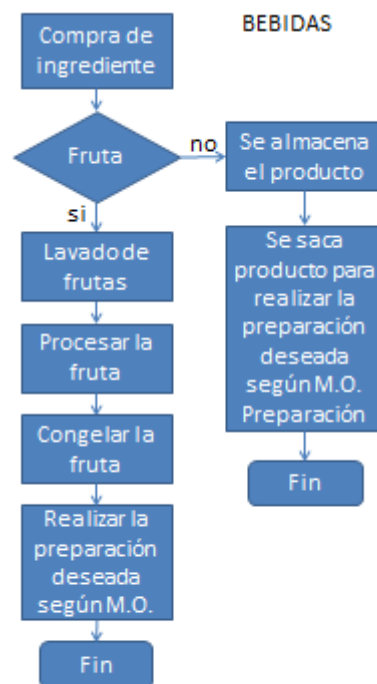 BEBIDAS
Compra de
ingrediente
Fruta
no
Se almacena
el producto
si
Lavado de
frutas
Se saca
producto para
realizar la
preparación
deseada
según M.O.
Preparación
Procesar la
fruta
Congelar la
fruta
Fin
Realizar la
preparación
deseada
según M.O.
Fin